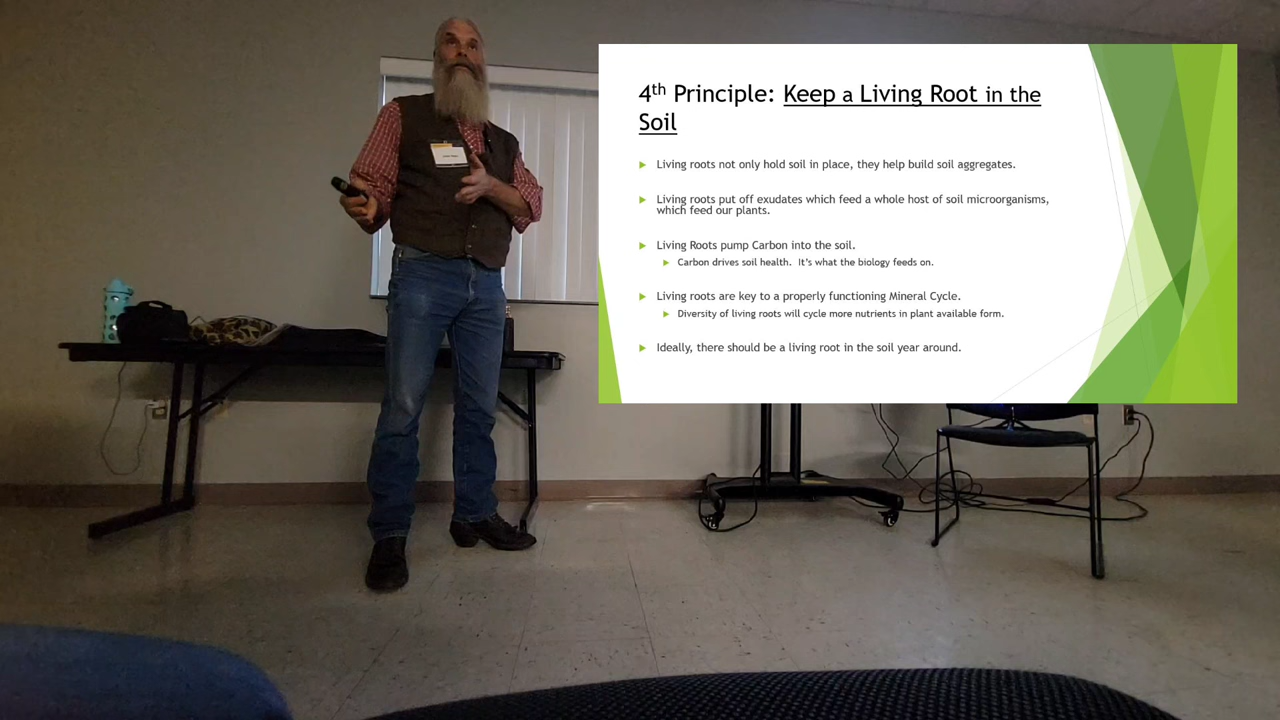 4th Principle: Keep a Living Root in the
Soil
Living roots not only hold soil in place, they help build soil aggregates.
Living roots put off exudates which feed a whole host of soil microorganisms,
which feed our plants.
Living Roots pump Carbon into the soil.
Carbon drives soil health.  It's what the biology feeds on.
Living roots are key to a properly functioning Mineral Cycle.
Diversity of living roots will cycle more nutrients in plant available form.
Ideally, there should be a living root in the soil year around.